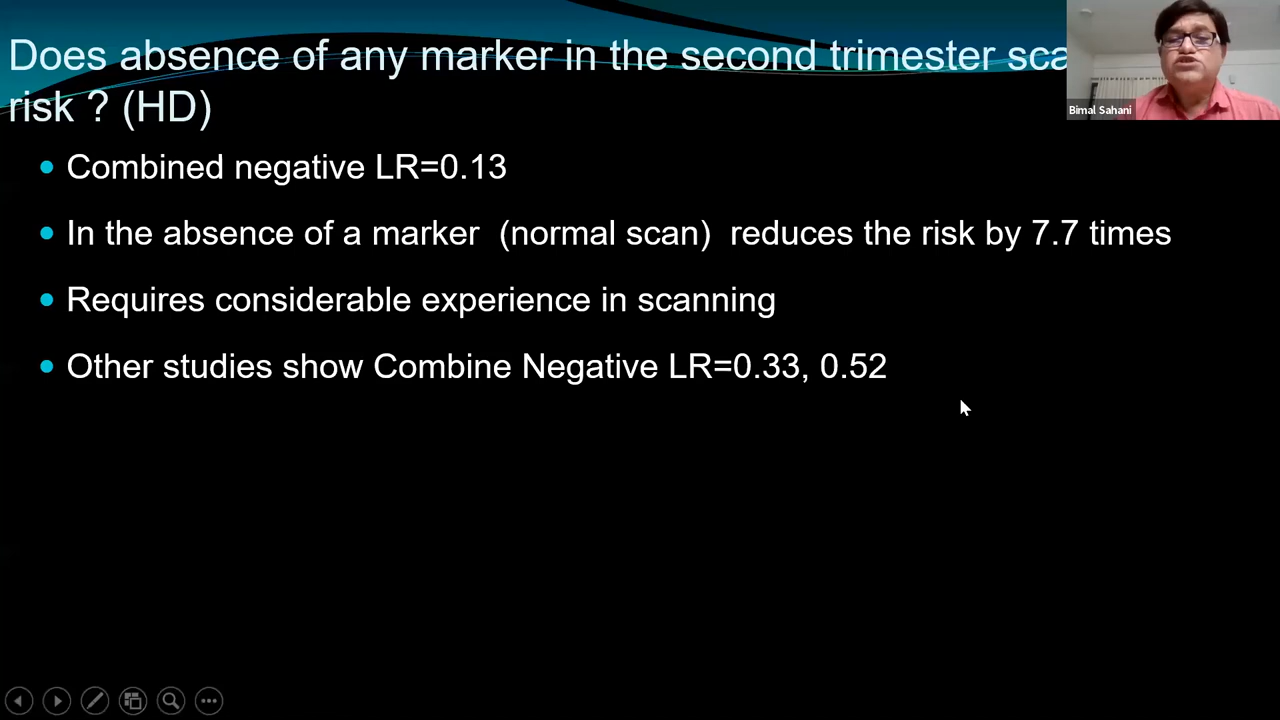 Does absence of any marker in the second trimester sca
risk ? (HD)
Bimal Sahani
Combined negative LR=0.13
In the absence of a marker (normal scan) reduces the risk by 7.7 times
Requires considerable experience in scanning
Other studies show Combine Negative LR=0.33, 0.52